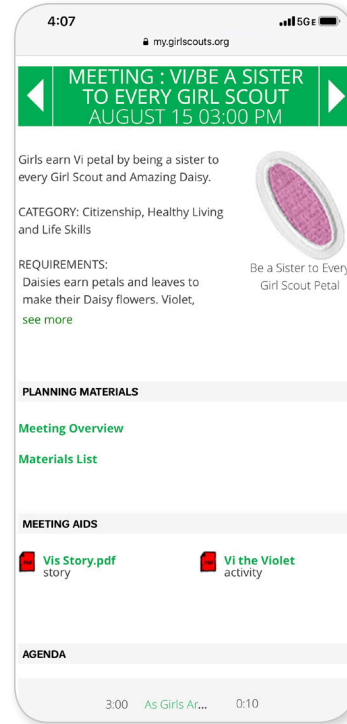 4:07
5G E
my.girlscouts.org
MEETING : VI/BE A SISTER
TO EVERY GIRL SCOUT
AUGUST 15 03:00 PM
Girls earn Vi petal by being a sister to
every Girl Scout and Amazing Daisy.
CATEGORY: Citizenship, Healthy Living
and Life Skills
REQUIREMENTS:
Daisies earn petals and leaves to
make their Daisy flowers. Violet,
see more
Be a Sister to Every
Girl Scout Petal
PLANNING MATERIALS
Meeting Overview
Materials List
MEETING AIDS
PDF Vis Story.pdf
story
PDF Vi the Violet
activity
AGENDA
3:00 As Girls Ar... 0:10